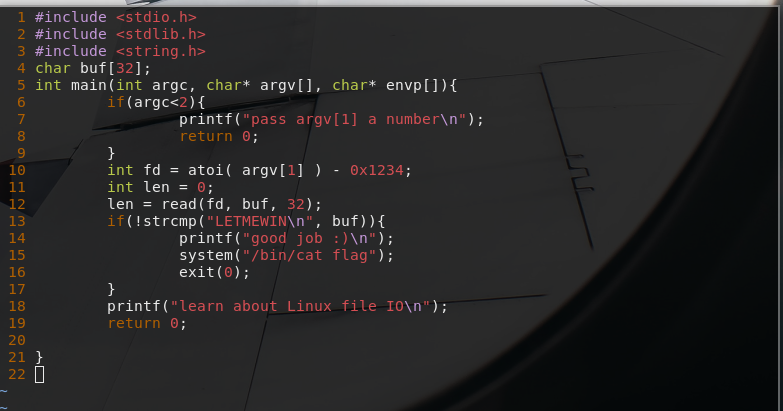 1 #include <stdio.h>
2 #include <stdlib.h>
3 #include <string.h>
4 char buf[32];
5 int main(int argc, char* argv[], char* envp[]){
6         if(argc<2){
7                 printf("pass argv[1] a number\n");
8                 return 0;
9         }
10         int fd = atoi( argv[1] ) - 0x1234;
11         int len = 0;
12         len = read(fd, buf, 32);
13         if(!strcmp("LETMEWIN\n", buf)){
14                 printf("good job :)\n");
15                 system("/bin/cat flag");
16                 exit(0);
17         }
18         printf("learn about Linux file IO\n");
19         return 0;
20
21 }
22
~
~